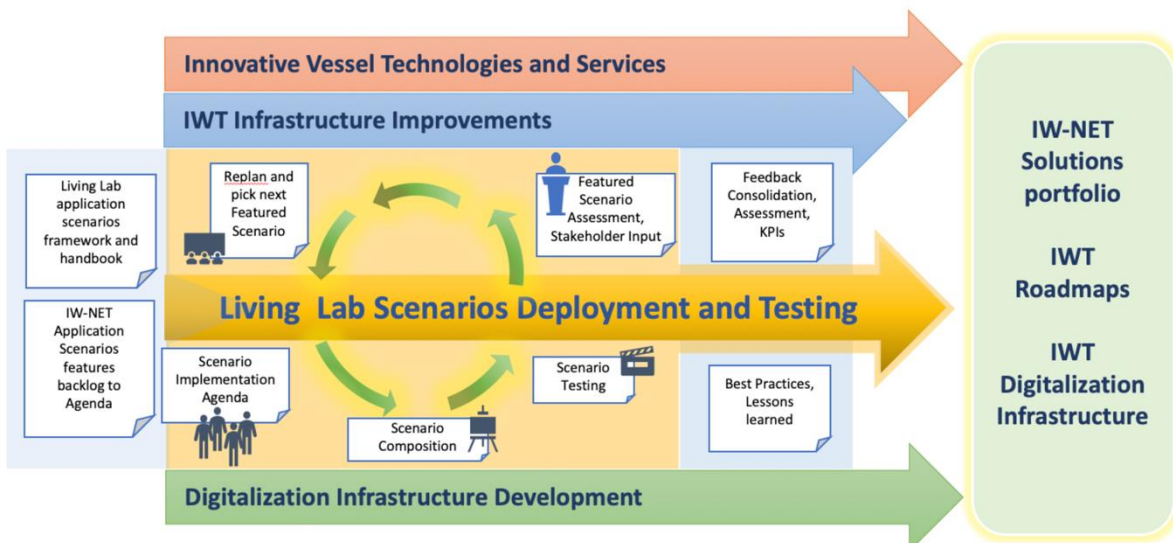 Innovative Vessel Technologies and Services
IWT Infrastructure Improvements
Living Lab
application
scenarios
framework and
handbook
IW-NET
Application
Scenarios
features
backlog to
Agenda
Replan and
pick next
Featured
Scenario
Featured
Scenario
Assessment,
Stakeholder Input
Feedback
Consolidation,
Assessment,
KPIs
Living Lab Scenarios Deployment and Testing
Scenario
Implementation
Agenda
Scenario
Composition
Scenario
Testing
Best Practices,
Lessons
learned
Digitalization Infrastructure Development
IW-NET
Solutions
portfolio
IWT
Roadmaps
IWT
Digitalization
Infrastructure